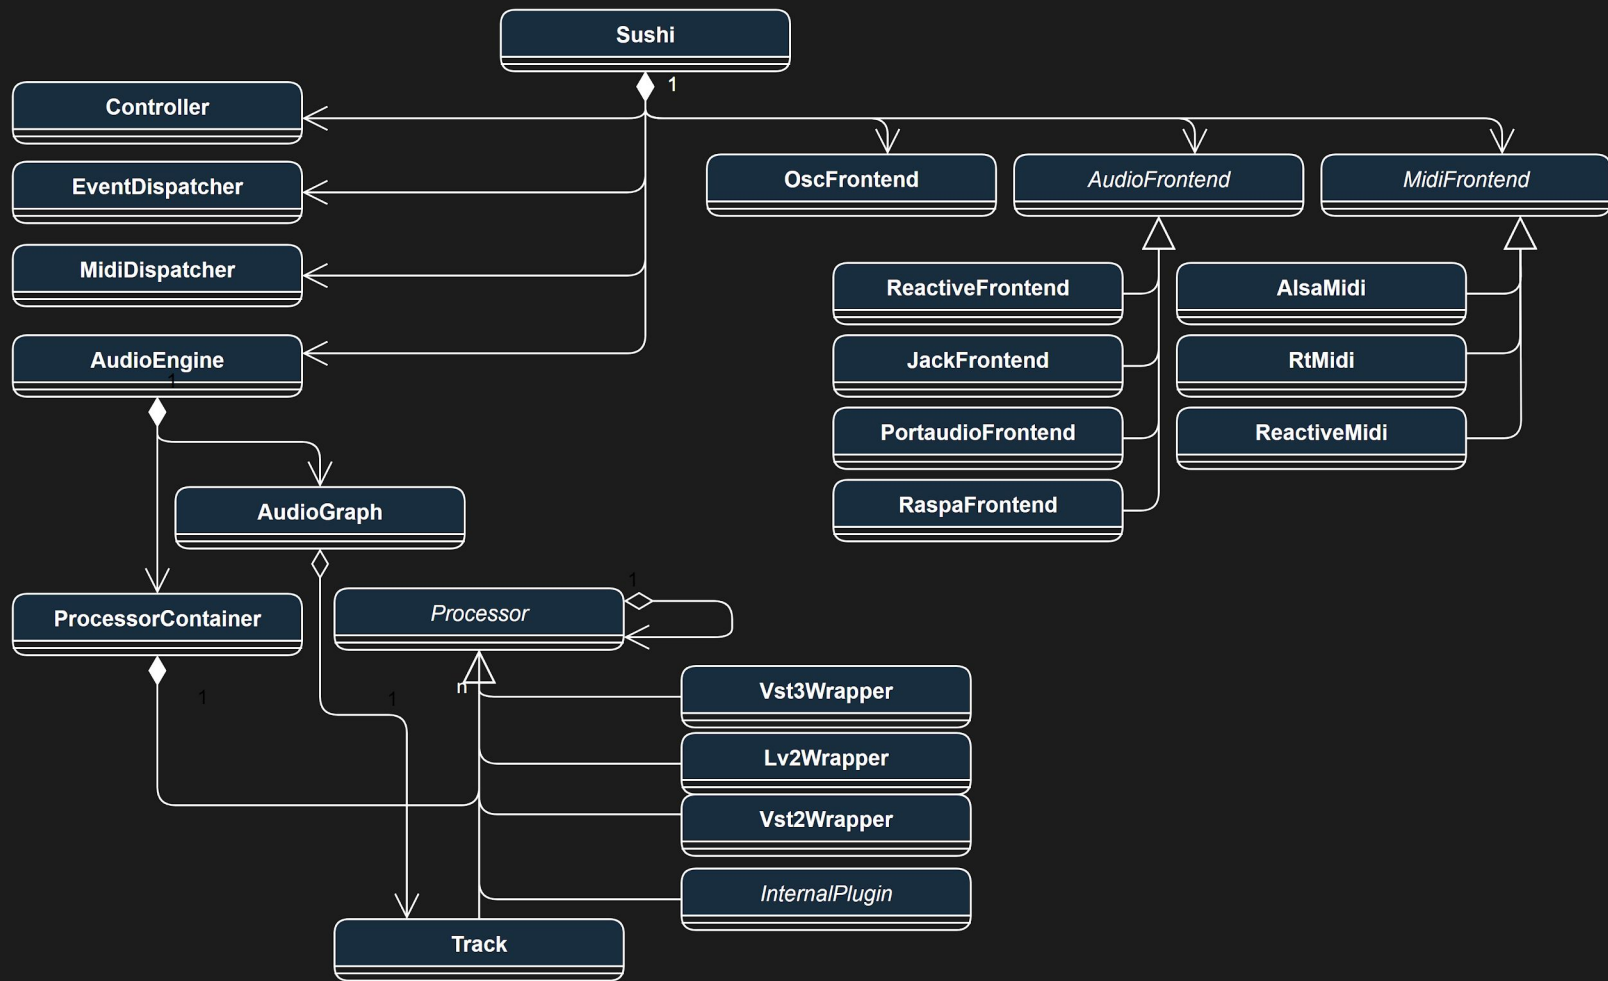 Sushi
1
Controller
EventDispatcher
MidiDispatcher
AudioEngine
1
OscFrontend
AudioFrontend
MidiFrontend
ReactiveFrontend
AlsaMidi
JackFrontend
RtMidi
PortaudioFrontend
ReactiveMidi
RaspaFrontend
AudioGraph
ProcessorContainer
1
Processor
1
1
n
Vst3Wrapper
Lv2Wrapper
Vst2Wrapper
InternalPlugin
Track